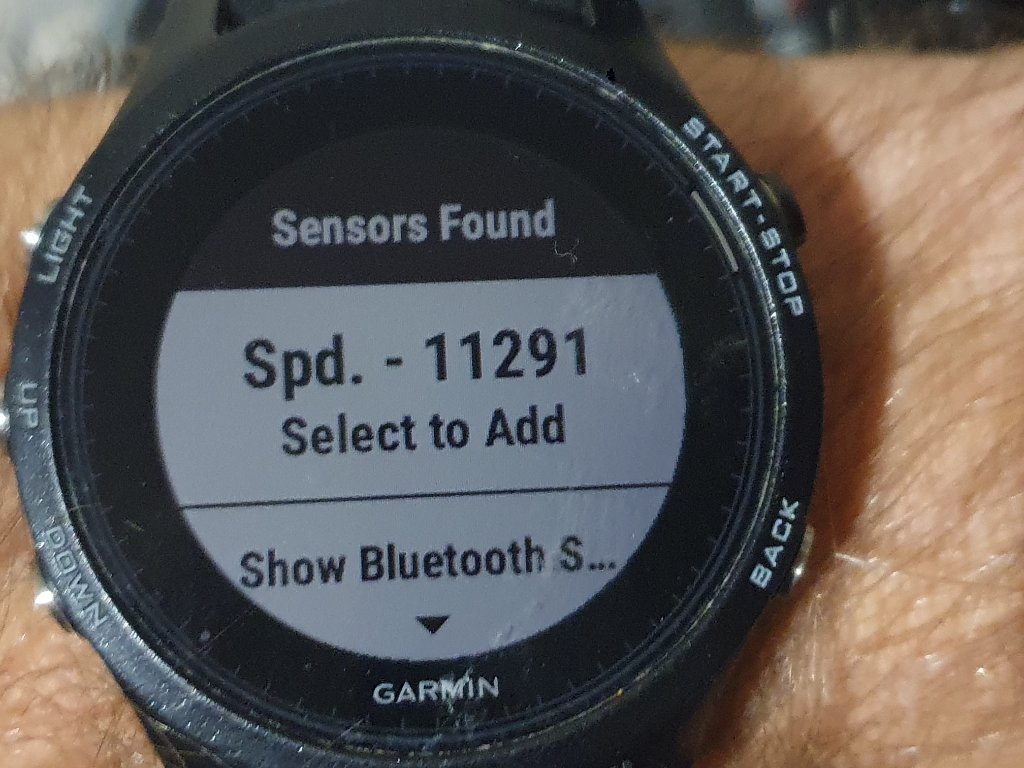 START·STOP
LIGHT
Sensors Found
Spd. - 11291
Select to Add
UP
Show Bluetooth S...
DOWN
BACK
GARMIN